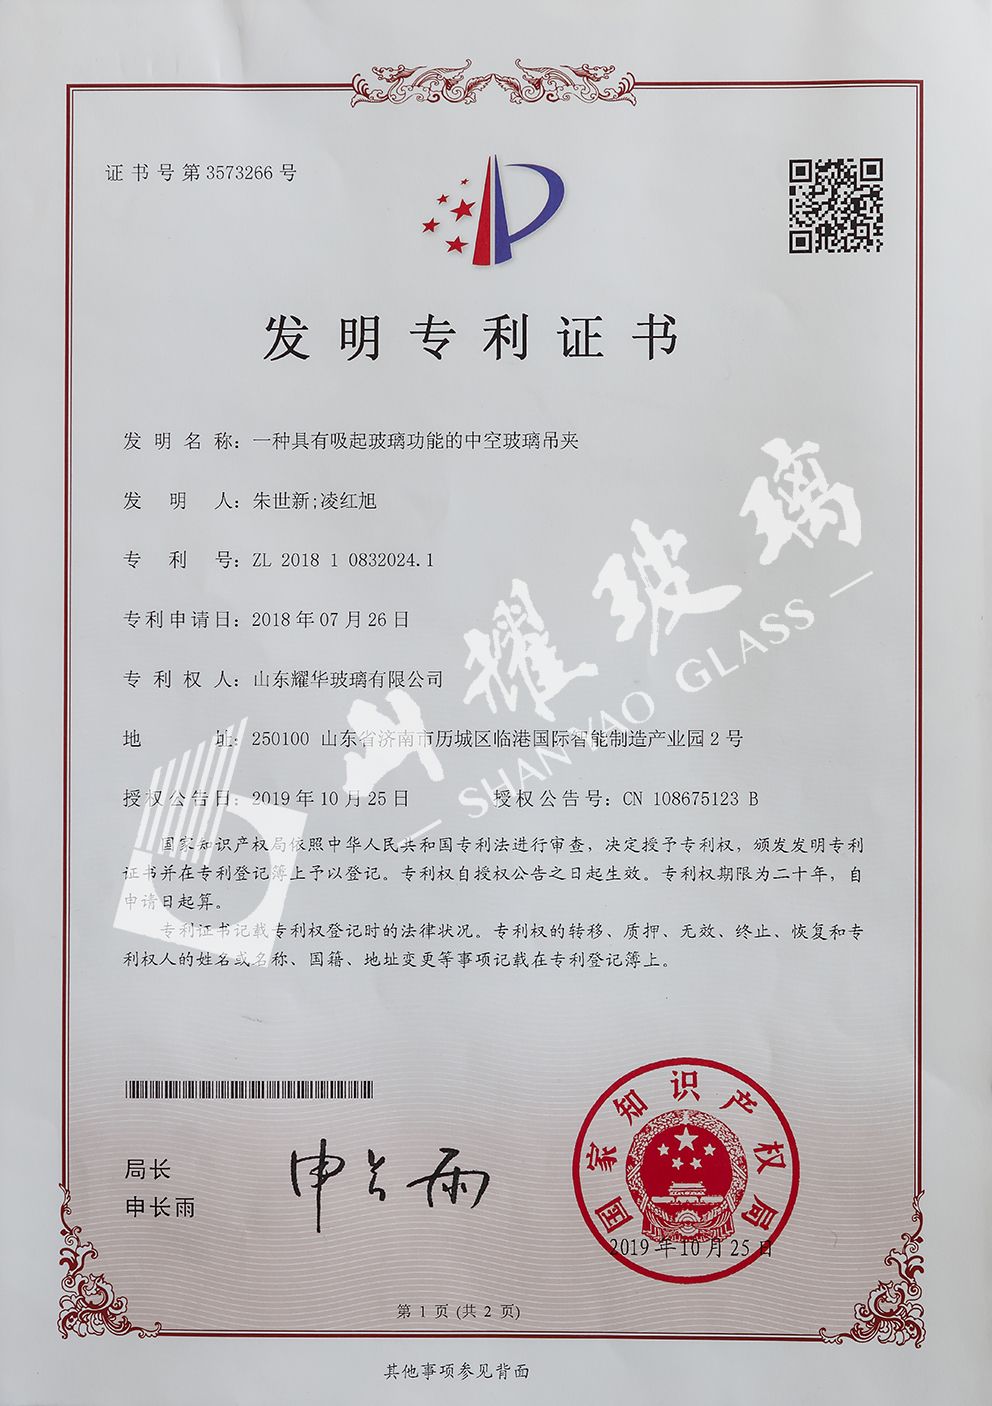 证书号第3573266号
发明专利证书
发明名称：一种具有吸起玻璃功能的中空玻璃吊夹
发明人：朱世新;凌红旭
专利号：ZL 2018 1 0832024.1
专利申请日：2018年07月26日
专利权人：山东耀华玻璃有限公司
地址：250100 山东省济南市历城区临港国际智能制造产业园2号
授权公告日：2019年10月25日 授权公告号：CN 108675123 B
国家知识产权局依照中华人民共和国专利法进行审查，决定授予专利权，颁发发明专利
证书并在专利登记簿上予以登记。专利权自授权公告之日起生效。专利权期限为二十年，自
申请日起算。
专利证书记载专利权登记时的法律状况。专利权的转移、质押、无效、终止、恢复和专
利权人的姓名或名称、国籍、地址变更等事项记载在专利登记簿上。
山耀玻璃
— SHANYAO GLASS —
局长
申长雨
申长雨
国家知识产权局
2019年10月25日
第1页(共2页)
其他事项参见背面